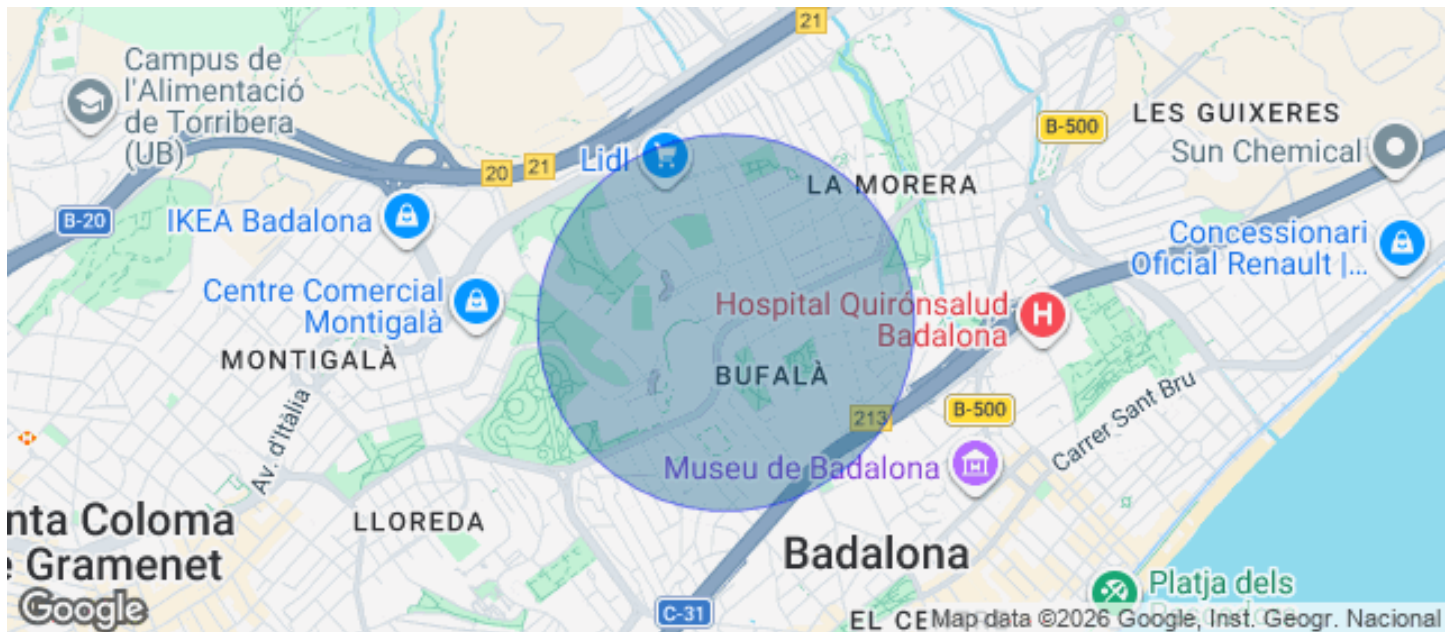 21
Campus de
l'Alimentació
de Torribera
(UB)
B-500
LES GUIXERES
Sun Chemical
Lidl
20
21
LA MORERA
B-20
IKEA Badalona
Concessionari
Oficial Renault |...
Centre Comercial
Montigalà
Hospital Quirónsalud
Badalona
MONTIGALÀ
BUFALÀ
213
B-500
Carrer Sant Bru
Av. d'Itàlia
Museu de Badalona
nta Coloma
e Gramenet
LLOREDA
Badalona
Platja dels
C-31
EL CE
Google
Map data ©2026 Google, Inst. Geogr. Nacional